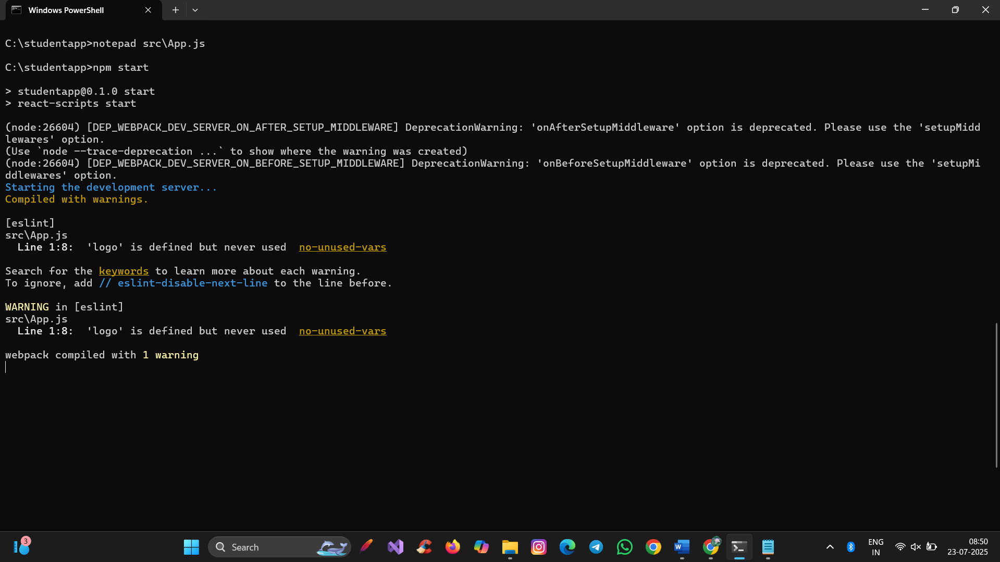 Windows PowerShell
C:\studentapp>notepad src\App.js
C:\studentapp>npm start
> studentapp@0.1.0 start
> react-scripts start
(node:26604) [DEP_WEBPACK_DEV_SERVER_ON_AFTER_SETUP_MIDDLEWARE] DeprecationWarning: 'onAfterSetupMiddleware' option is deprecated. Please use the 'setupMidd
lewares' option.
(Use `node --trace-deprecation ...` to show where the warning was created)
(node:26604) [DEP_WEBPACK_DEV_SERVER_ON_BEFORE_SETUP_MIDDLEWARE] DeprecationWarning: 'onBeforeSetupMiddleware' option is deprecated. Please use the 'setupMi
ddlewares' option.
Starting the development server...
Compiled with warnings.
[eslint]
src\App.js
Line 1:8:  'logo' is defined but never used  no-unused-vars
Search for the keywords to learn more about each warning.
To ignore, add // eslint-disable-next-line to the line before.
WARNING in [eslint]
src\App.js
Line 1:8:  'logo' is defined but never used  no-unused-vars
webpack compiled with 1 warning
3
Search
W
ENG
IN
08:50
23-07-2025